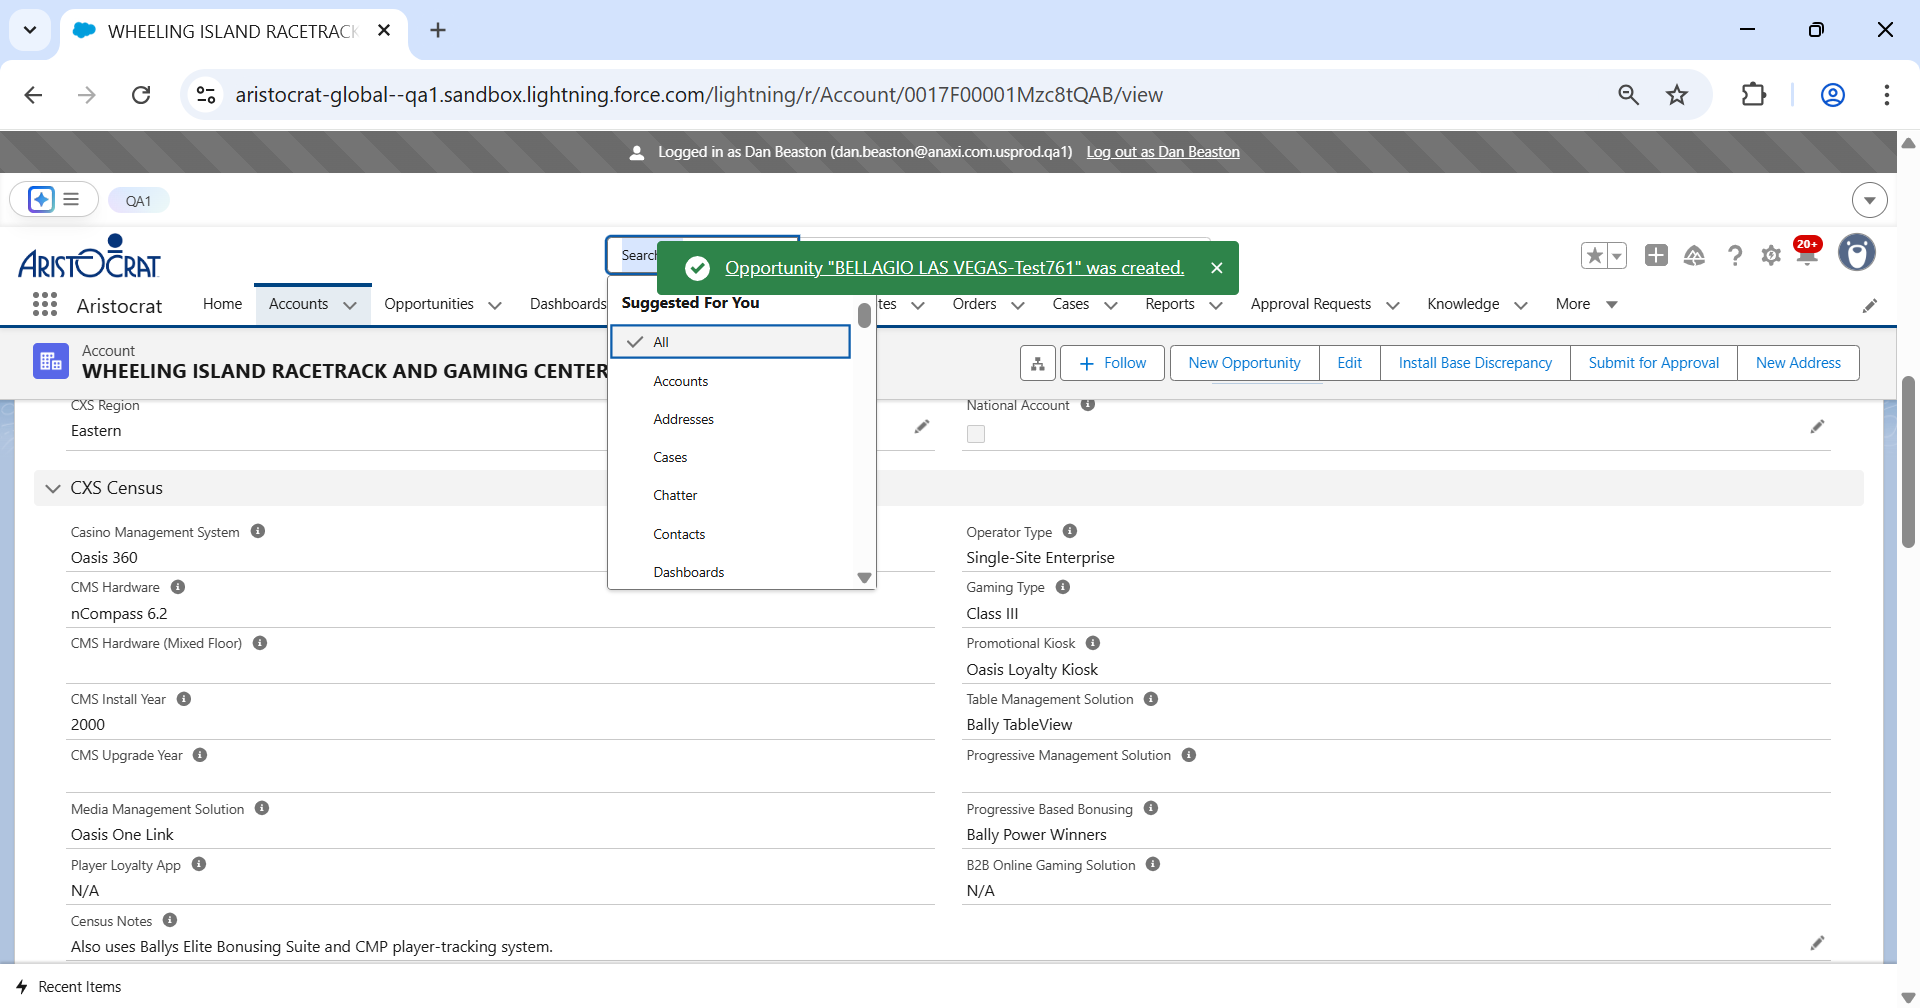 WHEELING ISLAND RACETRACK
aristocrat-global--qa1.sandbox.lightning.force.com/lightning/r/Account/0017F00001Mzc8tQAB/view
Logged in as Dan Beaston (dan.beaston@anaxi.com.usprod.qa1) Log out as Dan Beaston
QA1
ARISTOCRAT
Search
Opportunity "BELLAGIO LAS VEGAS-Test761" was created.
20+
Aristocrat
Home
Accounts
Opportunities
Dashboards
tes
Orders
Cases
Reports
Approval Requests
Knowledge
More
Suggested For You
All
Accounts
Addresses
Cases
Chatter
Contacts
Dashboards
Account
WHEELING ISLAND RACETRACK AND GAMING CENTER
Follow
New Opportunity
Edit
Install Base Discrepancy
Submit for Approval
New Address
CXS Region
Eastern
National Account
CXS Census
Casino Management System
Oasis 360
Operator Type
Single-Site Enterprise
CMS Hardware
nCompass 6.2
Gaming Type
Class III
CMS Hardware (Mixed Floor)
Promotional Kiosk
Oasis Loyalty Kiosk
CMS Install Year
2000
Table Management Solution
Bally TableView
CMS Upgrade Year
Progressive Management Solution
Media Management Solution
Oasis One Link
Progressive Based Bonusing
Bally Power Winners
Player Loyalty App
N/A
B2B Online Gaming Solution
N/A
Census Notes
Also uses Ballys Elite Bonusing Suite and CMP player-tracking system.
Recent Items